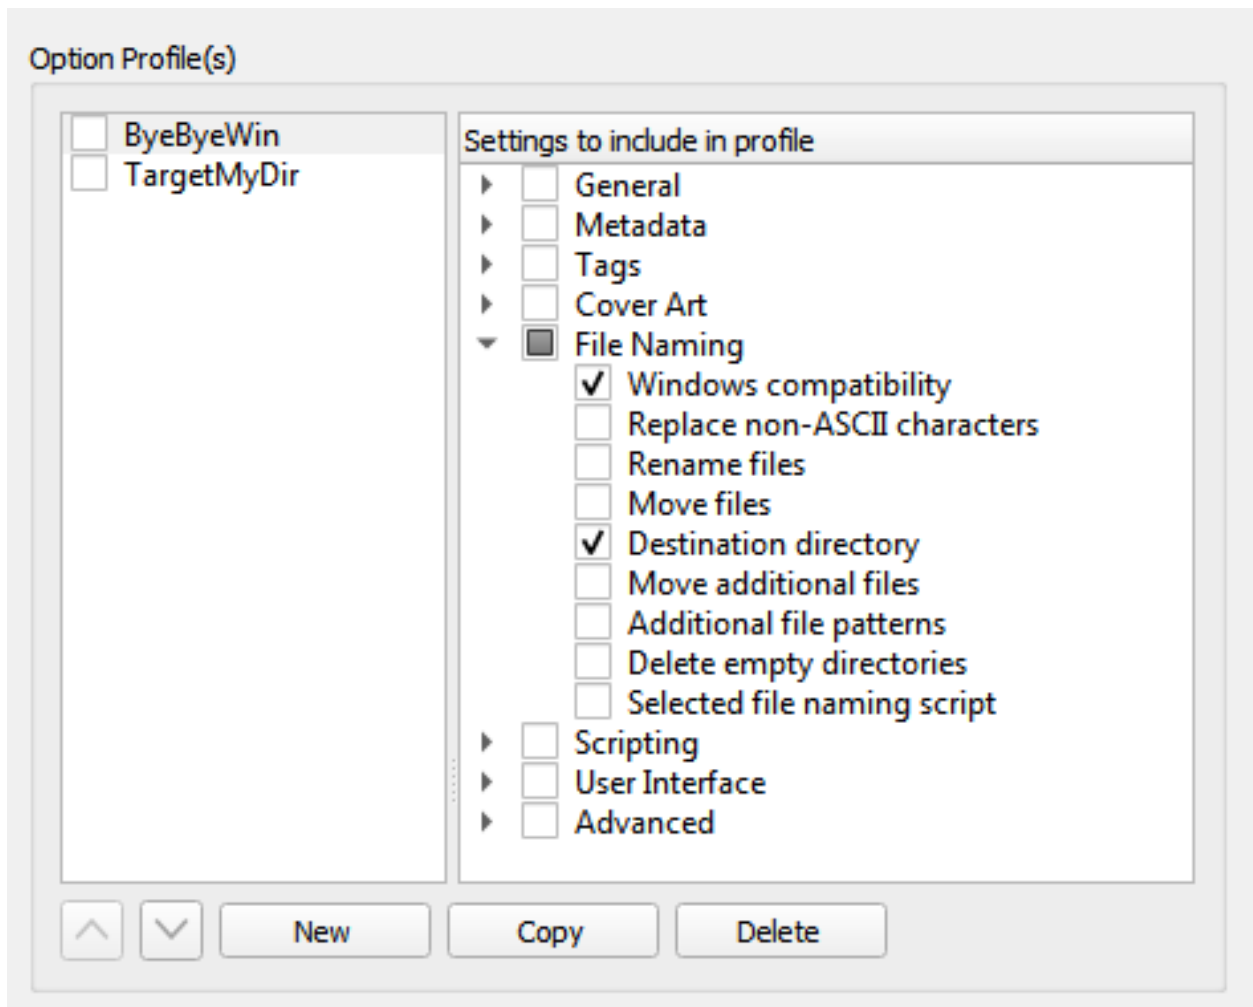 Option Profile(s)
ByeByeWin
TargetMyDir
Settings to include in profile
General
Metadata
Tags
Cover Art
File Naming
Windows compatibility
Replace non-ASCII characters
Rename files
Move files
Destination directory
Move additional files
Additional file patterns
Delete empty directories
Selected file naming script
Scripting
User Interface
Advanced
New
Copy
Delete